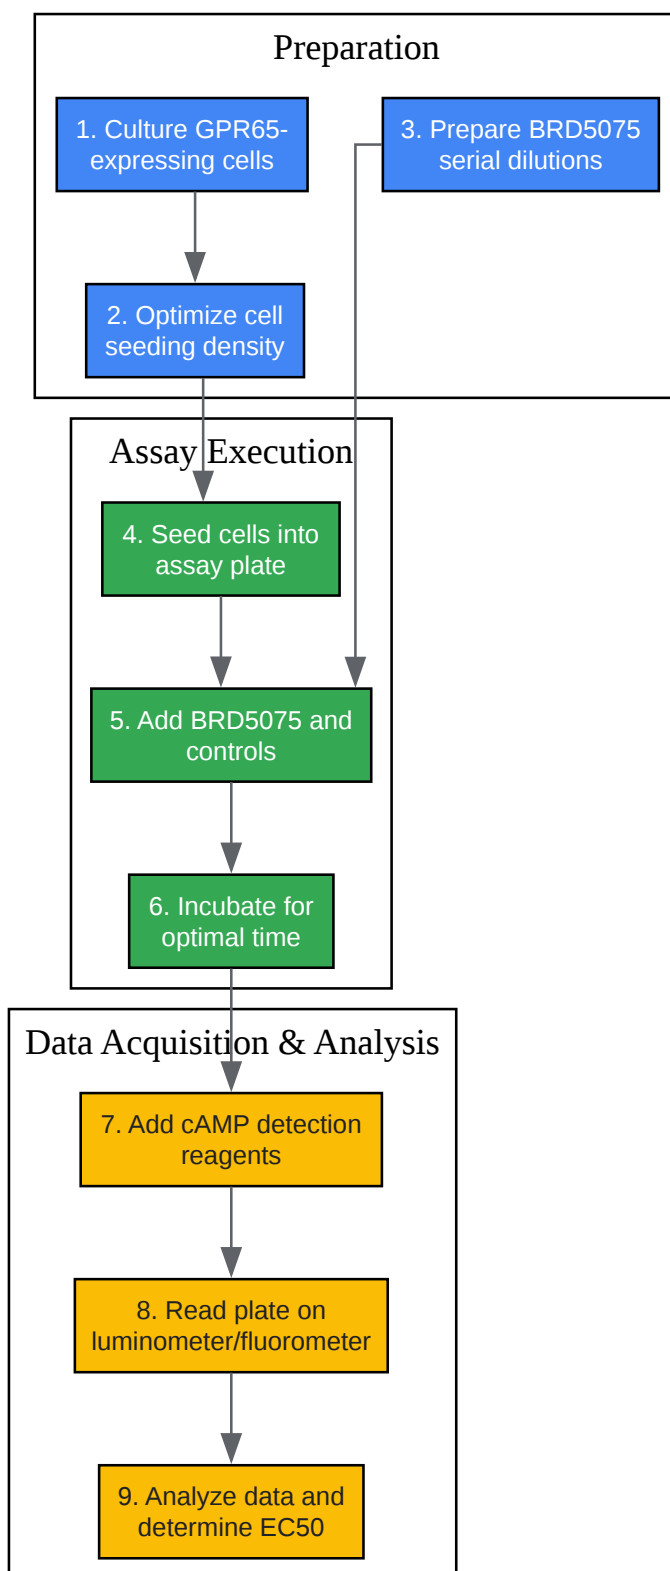 Preparation
1. Culture GPR65-
expressing cells
3. Prepare BRD5075
serial dilutions
2. Optimize cell
seeding density
Assay Execution
4. Seed cells into
assay plate
5. Add BRD5075 and
controls
6. Incubate for
optimal time
Data Acquisition & Analysis
7. Add cAMP detection
reagents
8. Read plate on
luminometer/fluorometer
9. Analyze data and
determine EC50